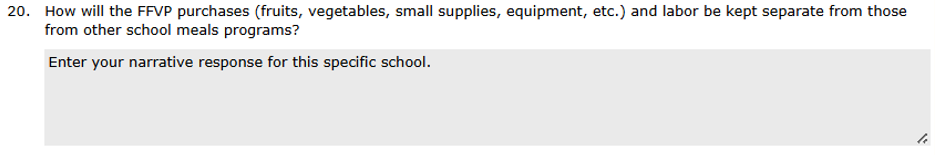 20. How will the FFVP purchases (fruits, vegetables, small supplies, equipment, etc.) and labor be kept separate from those
from other school meals programs?
Enter your narrative response for this specific school.